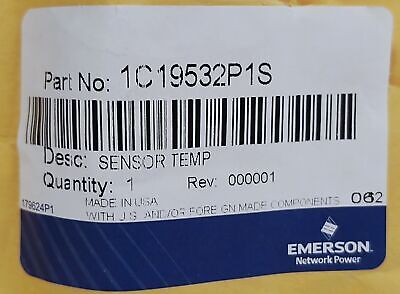 Part No: 1C19532P1S
Desc: SENSOR TEMP
Quantity: 1 Rev: 000001
179624P1 MADE IN USA
WITH U.S. AND/OR FOREIGN MADE COMPONENTS
EMERSON
Network Power